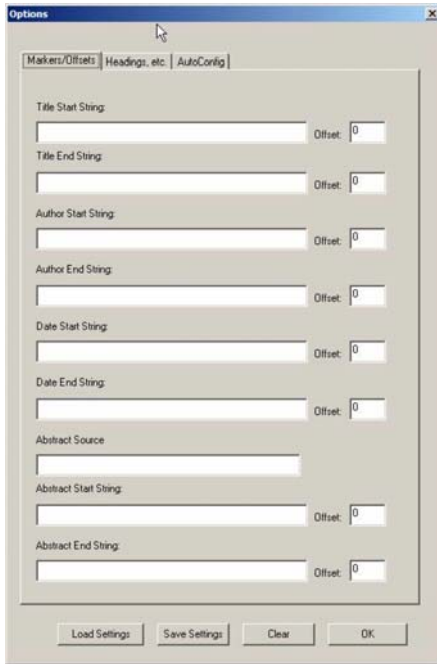 Options
Markers/Offsets Headings, etc. AutoConfig
Title Start String:
Offset: 0
Title End String:
Offset: 0
Author Start String:
Offset: 0
Author End String:
Offset: 0
Date Start String:
Offset: 0
Date End String:
Offset: 0
Abstract Source
Abstract Start String:
Offset: 0
Abstract End String:
Offset: 0
Load Settings Save Settings Clear OK